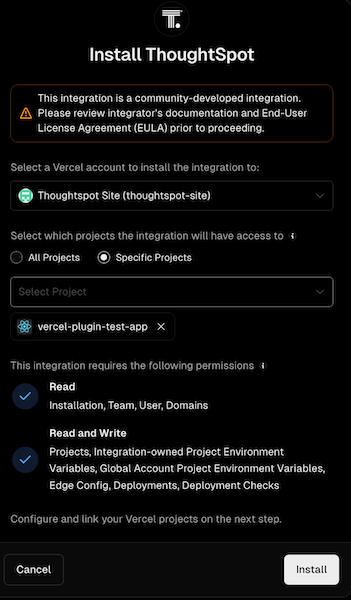 T.
Install ThoughtSpot
This integration is a community-developed integration.
Please review integrator's documentation and End-User
License Agreement (EULA) prior to proceeding.
Select a Vercel account to install the integration to:
Thoughtspot Site (thoughtspot-site)
Select which projects the integration will have access to
All Projects Specific Projects
Select Project
vercel-plugin-test-app
This integration requires the following permissions
Read
Installation, Team, User, Domains
Read and Write
Projects, Integration-owned Project Environment
Variables, Global Account Project Environment Variables,
Edge Config, Deployments, Deployment Checks
Configure and link your Vercel projects on the next step.
Cancel Install